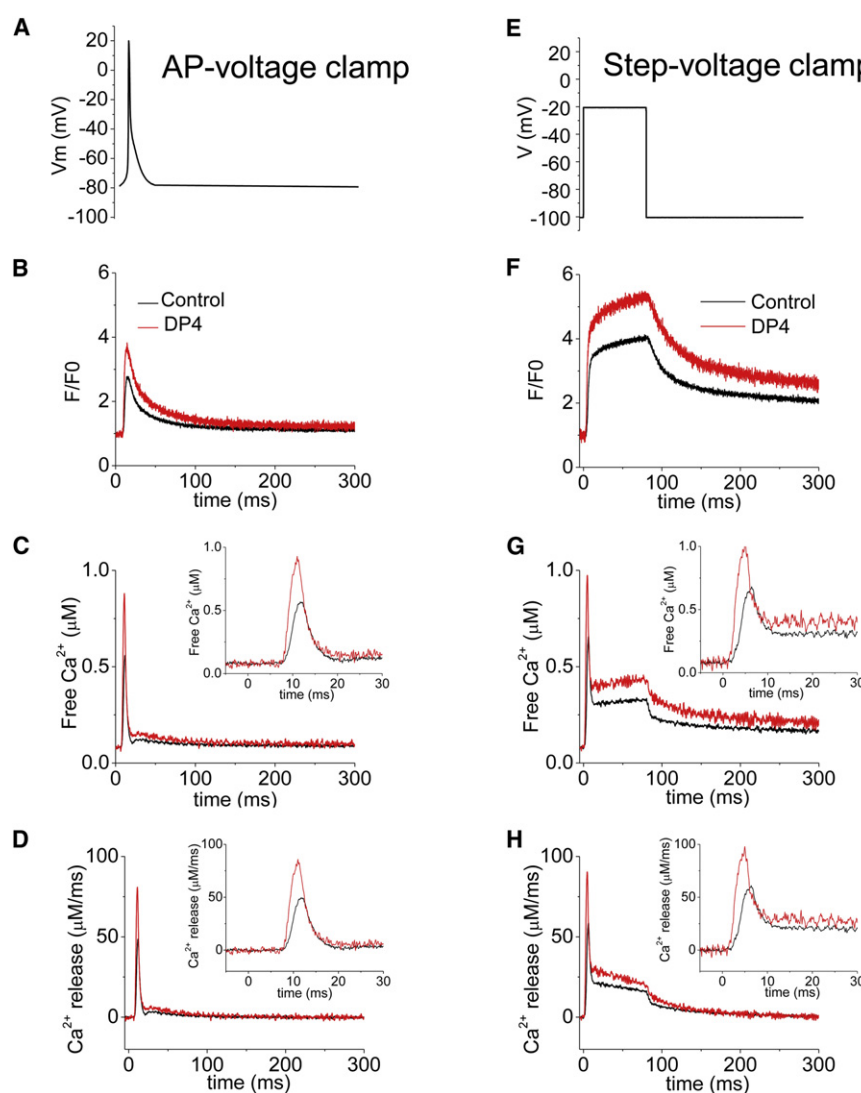 A
AP-voltage clamp
20
0
-20
-40
-60
-80
-100
Vm (mV)
E
Step-voltage clamp
20
0
-20
-40
-60
-80
-100
V (mV)
B
6
4
2
0
F/F0
Control
DP4
0 100 200 300
time (ms)
F
6
4
2
0
F/F0
Control
DP4
0 100 200 300
time (ms)
C
1.0
0.5
0.0
Free Ca²⁺ (μM)
0 100 200 300
time (ms)
1.0
0.5
0.0
Free Ca²⁺ (μM)
0 10 20 30
time (ms)
G
1.0
0.5
0.0
Free Ca²⁺ (μM)
0 100 200 300
time (ms)
1.0
0.5
0.0
Free Ca²⁺ (μM)
0 10 20 30
time (ms)
D
100
50
0
Ca²⁺ release (μM/ms)
0 100 200 300
time (ms)
100
50
0
Ca²⁺ release (μM/ms)
0 10 20 30
time (ms)
H
100
50
0
Ca²⁺ release (μM/ms)
0 100 200 300
time (ms)
100
50
0
Ca²⁺ release (μM/ms)
0 10 20 30
time (ms)